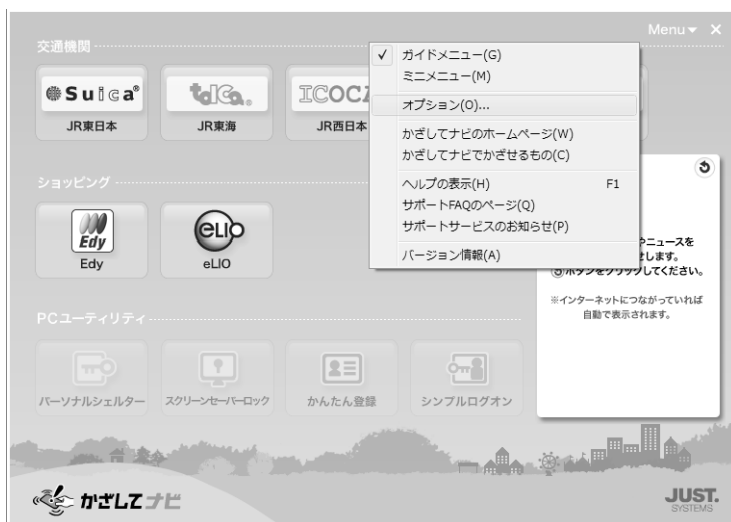 Menu ▾ ×
交通機関
✓ ガイドメニュー(G)
ミニメニュー(M)
オプション(O)...
かざしてナビのホームページ(W)
かざしてナビでかざせるもの(C)
ヘルプの表示(H) F1
サポートFAQのページ(Q)
サポートサービスのお知らせ(P)
バージョン情報(A)
Suica®
JR東日本
toica.
JR東海
ICOCA
JR西日本
ショッピング
Edy
Edy
eLIO
eLIO
ニュースを
します。
ボタンをクリックしてください。
※インターネットにつながっていれば
自動で表示されます。
PCユーティリティ
パーソナルシェルター
スクリーンセーバーロック
かんたん登録
シンプルログオン
かざしてナビ
JUST.
SYSTEMS